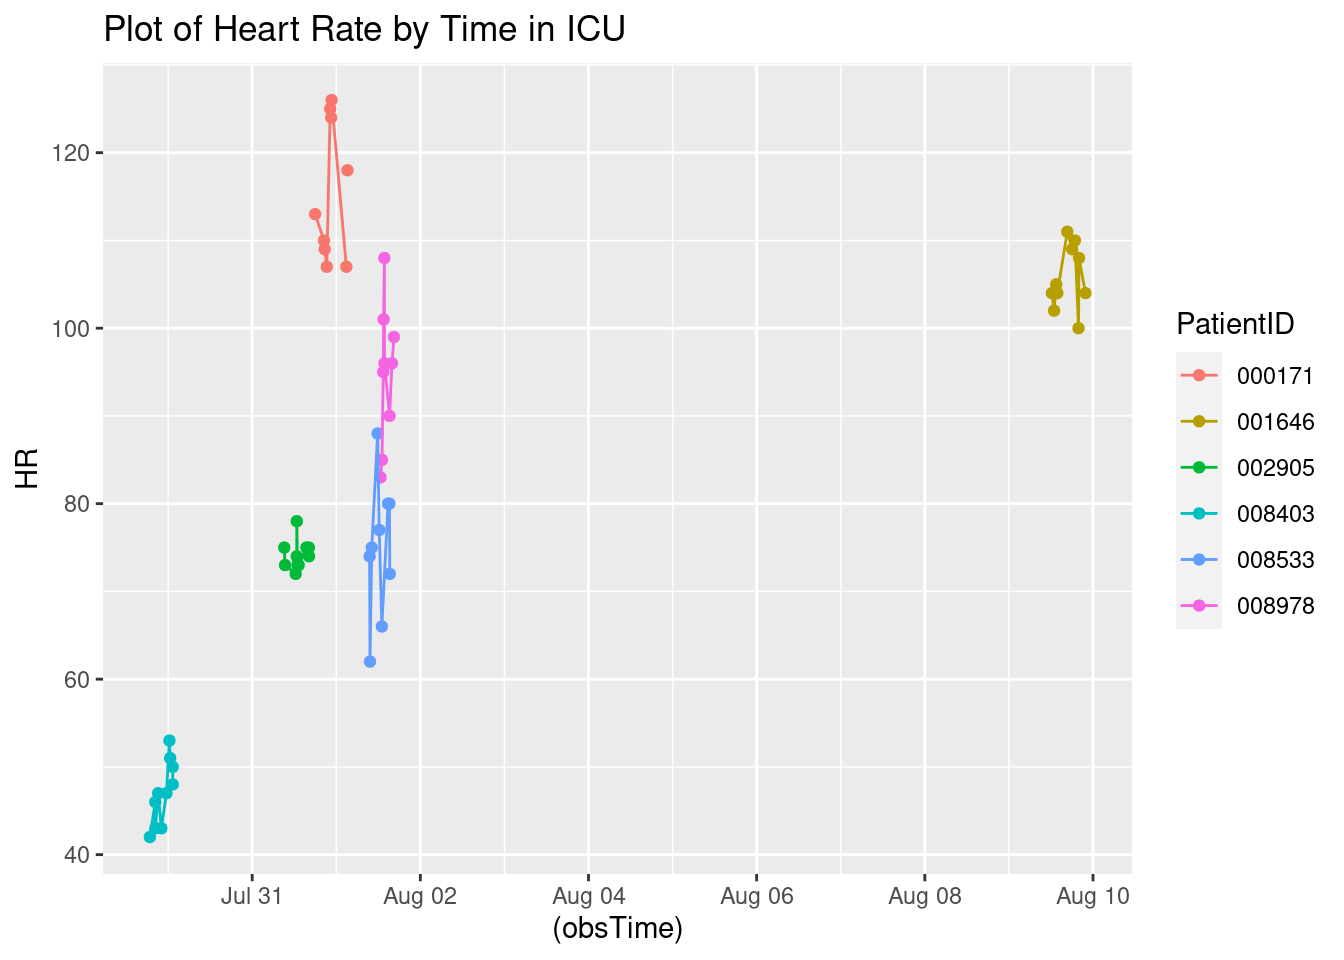 Plot of Heart Rate by Time in ICU
HR
120
100
80
60
40
Jul 31
Aug 02
Aug 04
Aug 06
Aug 08
Aug 10
(obsTime)
PatientID
000171
001646
002905
008403
008533
008978